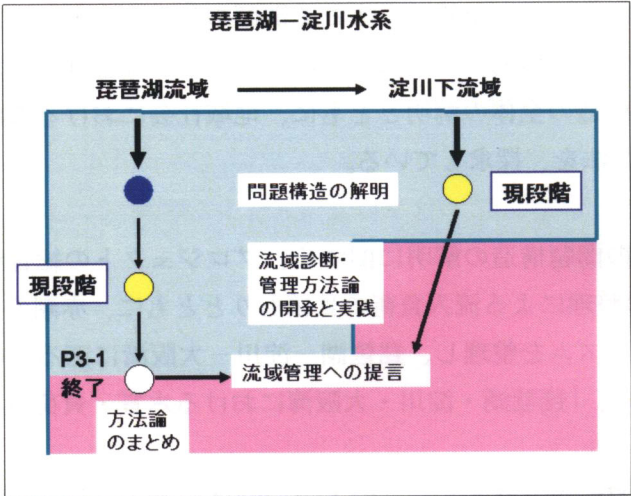 琵琶湖－淀川水系
琵琶湖流域
淀川下流域
問題構造の解明
現段階
流域診断・
管理方法論
の開発と実践
現段階
P3-1
終了
流域管理への提言
方法論
のまとめ